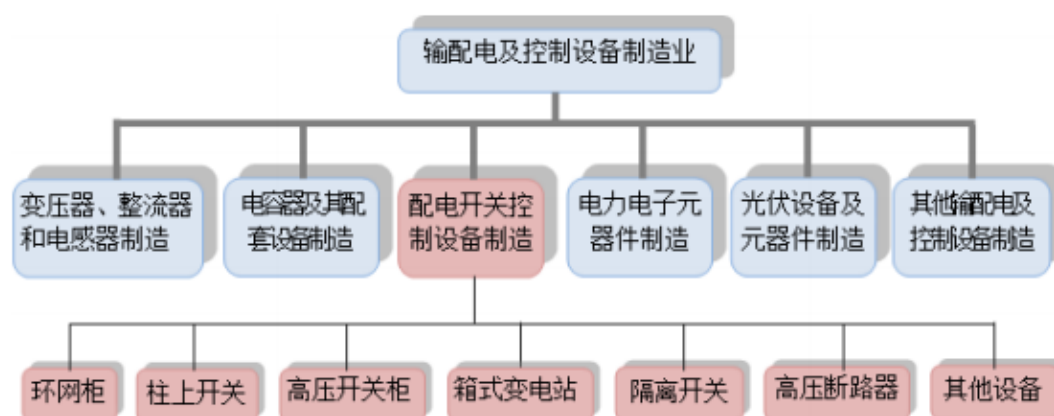 输配电及控制设备制造业
变压器、整流器
和电感器制造
电容器及其配
套设备制造
配电开关控
制设备制造
电力电子元
器件制造
光伏设备及
元器件制造
其他输配电及
控制设备制造
环网柜
柱上开关
高压开关柜
箱式变电站
隔离开关
高压断路器
其他设备